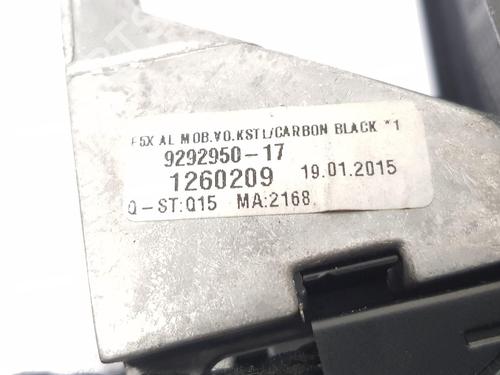 F5X AL MOB.VO.KSTL/CARBON BLACK *1
9292950-17
1260209 19.01.2015
Q-ST:Q15 MA:2168